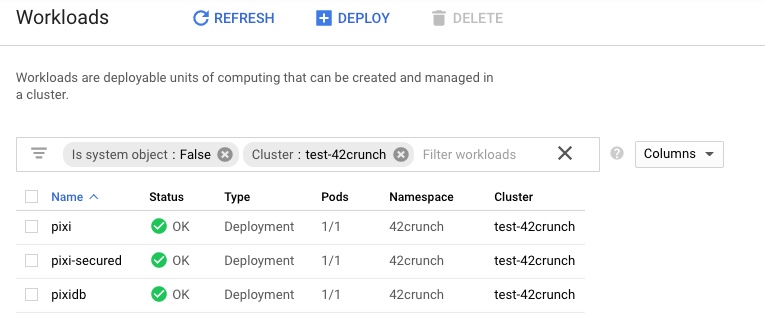 Workloads REFRESH DEPLOY DELETE
Workloads are deployable units of computing that can be created and managed in
a cluster.
Is system object : False Cluster : test-42crunch Filter workloads Columns
Name Status Type Pods Namespace Cluster
pixi OK Deployment 1/1 42crunch test-42crunch
pixi-secured OK Deployment 1/1 42crunch test-42crunch
pixidb OK Deployment 1/1 42crunch test-42crunch